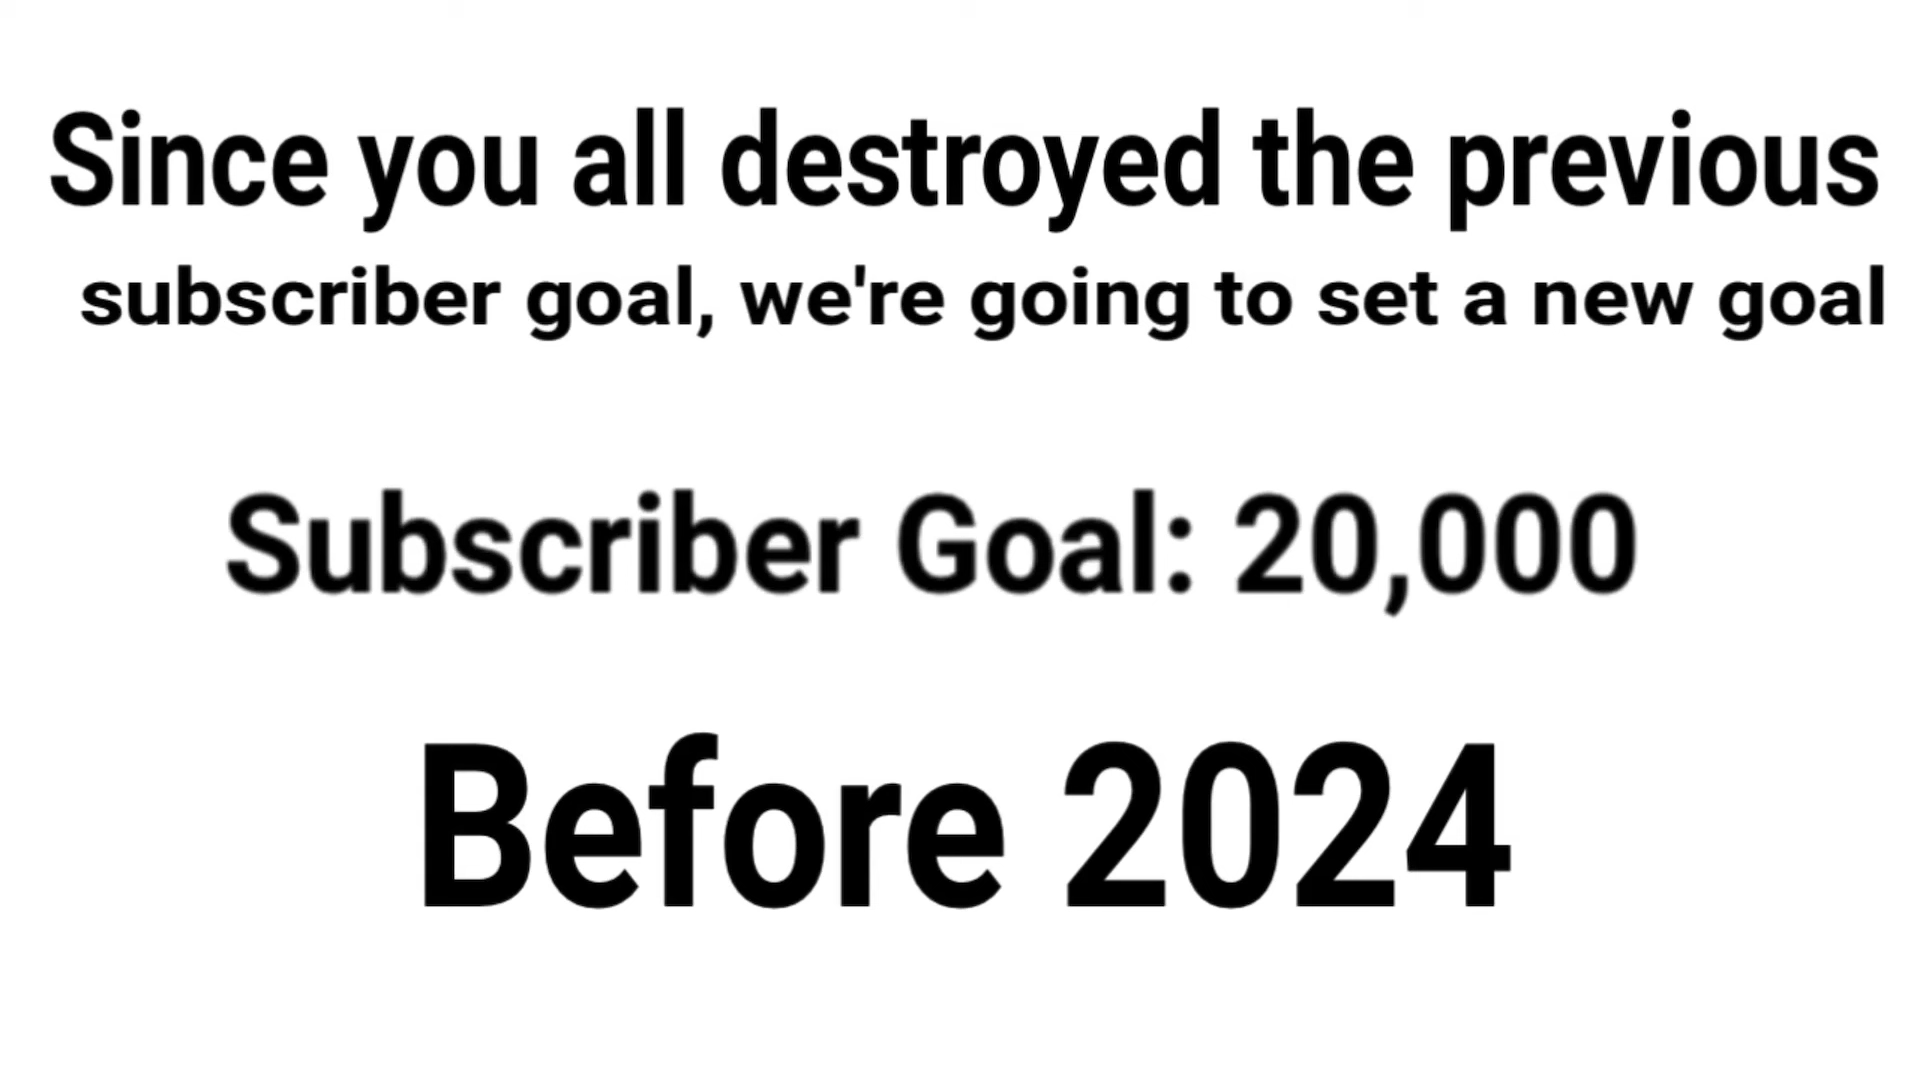 Since you all destroyed the previous
subscriber goal, we're going to set a new goal
Subscriber Goal: 20,000
Before 2024